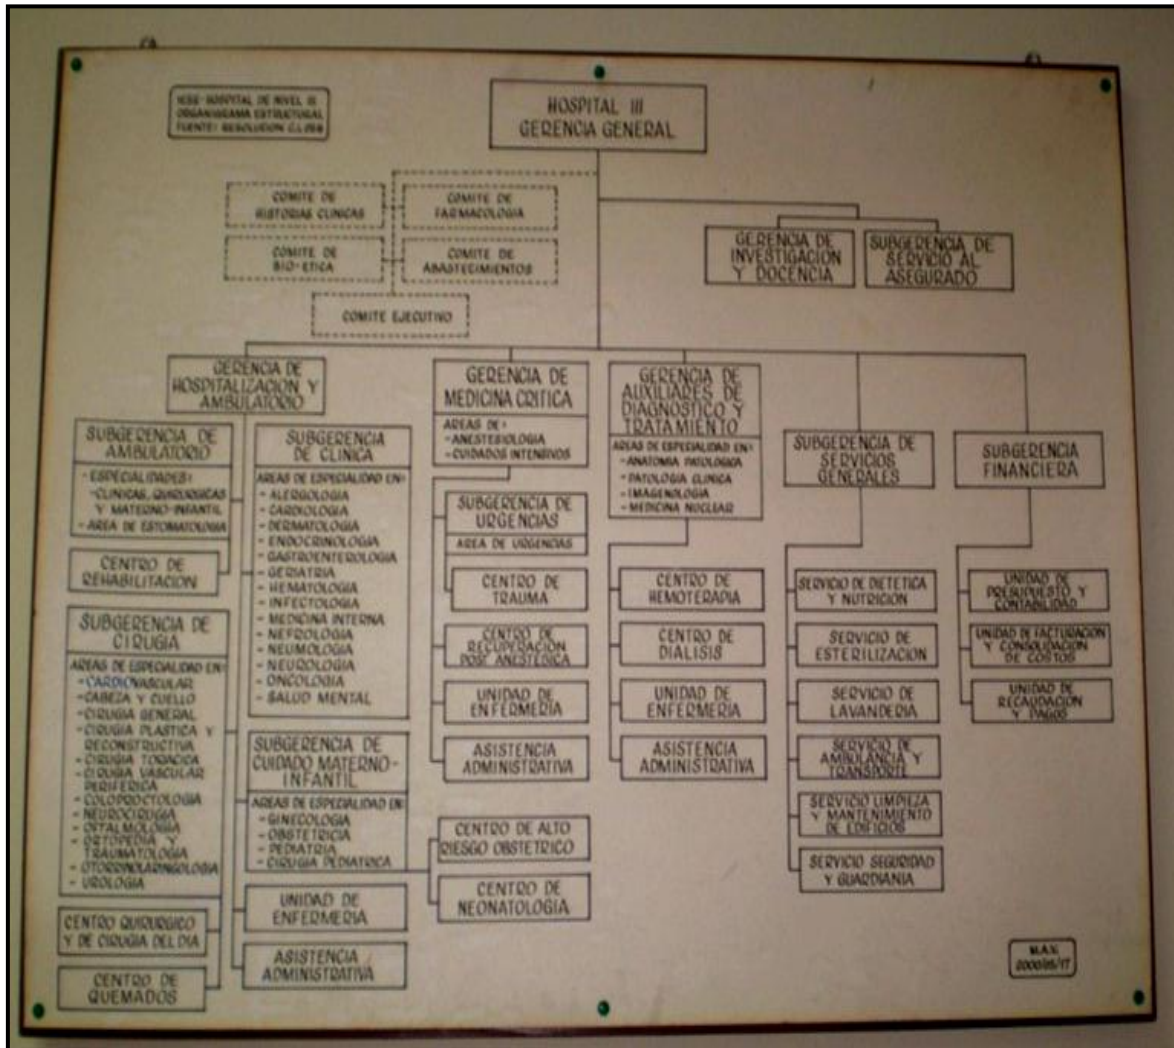 IESS-HOSPITAL DE NIVEL III
ORGANIGRAMA ESTRUCTURAL
FUENTE: RESOLUCION C.I. 056
HOSPITAL III
GERENCIA GENERAL
COMITE DE
HISTORIAS CLINICAS
COMITE DE
FARMACOLOGIA
COMITE DE
BIO-ETICA
COMITE DE
ABASTECIMIENTOS
COMITE EJECUTIVO
GERENCIA DE
INVESTIGACION
Y DOCENCIA
SUBGERENCIA DE
SERVICIO AL
ASEGURADO
GERENCIA DE
HOSPITALIZACION Y
AMBULATORIO
SUBGERENCIA DE
AMBULATORIO
- ESPECIALIDADES:
- CLINICAS, QUIRURGICAS
Y MATERNO-INFANTIL
- AREA DE ESTOMATOLOGIA
CENTRO DE
REHABILITACION
SUBGERENCIA DE
CIRUGIA
AREAS DE ESPECIALIDAD EN:
- CARDIOVASCULAR
- CABEZA Y CUELLO
- CIRUGIA GENERAL
- CIRUGIA PLASTICA Y
RECONSTRUCTIVA
- CIRUGIA TORACICA
- CIRUGIA VASCULAR
PERIFERICA
- COLOPROCTOLOGIA
- NEUROCIRUGIA
- OFTALMOLOGIA
- ORTOPEDIA Y
TRAUMATOLOGIA
- OTORRINOLARINGOLOGIA
- UROLOGIA
CENTRO QUIRURGICO
Y DE CIRUGIA DEL DIA
CENTRO DE
QUEMADOS
SUBGERENCIA
DE CLINICA
AREAS DE ESPECIALIDAD EN:
- ALERGOLOGIA
- CARDIOLOGIA
- DERMATOLOGIA
- ENDOCRINOLOGIA
- GASTROENTEROLOGIA
- GERIATRIA
- HEMATOLOGIA
- INFECTOLOGIA
- MEDICINA INTERNA
- NEFROLOGIA
- NEUMOLOGIA
- NEUROLOGIA
- ONCOLOGIA
- SALUD MENTAL
SUBGERENCIA DE
CUIDADO MATERNO-
INFANTIL
AREAS DE ESPECIALIDAD EN:
- GINECOLOGIA
- OBSTETRICIA
- PEDIATRIA
- CIRUGIA PEDIATRICA
UNIDAD DE
ENFERMERIA
ASISTENCIA
ADMINISTRATIVA
CENTRO DE ALTO
RIESGO OBSTETRICO
CENTRO DE
NEONATOLOGIA
GERENCIA DE
MEDICINA CRITICA
AREAS DE:
- ANESTESIOLOGIA
- CUIDADOS INTENSIVOS
SUBGERENCIA DE
URGENCIAS
AREA DE URGENCIAS
CENTRO DE
TRAUMA
CENTRO DE
RECUPERACION
POST ANESTESICA
UNIDAD DE
ENFERMERIA
ASISTENCIA
ADMINISTRATIVA
GERENCIA DE
AUXILIARES DE
DIAGNOSTICO Y
TRATAMIENTO
AREAS DE ESPECIALIDAD EN:
- ANATOMIA PATOLOGICA
- PATOLOGIA CLINICA
- IMAGENOLOGIA
- MEDICINA NUCLEAR
CENTRO DE
HEMOTERAPIA
CENTRO DE
DIALISIS
UNIDAD DE
ENFERMERIA
ASISTENCIA
ADMINISTRATIVA
SUBGERENCIA DE
SERVICIOS
GENERALES
SERVICIO DE DIETETICA
Y NUTRICION
SERVICIO DE
ESTERILIZACION
SERVICIO DE
LAVANDERIA
SERVICIO DE
AMBULANCIA Y
TRANSPORTE
SERVICIO LIMPIEZA
Y MANTENIMIENTO
DE EDIFICIOS
SERVICIO SEGURIDAD
Y GUARDIANIA
SUBGERENCIA
FINANCIERA
UNIDAD DE
PRESUPUESTO Y
CONTABILIDAD
UNIDAD DE FACTURACION
Y CONSOLIDACION
DE COSTOS
UNIDAD DE
RECAUDACION
Y PAGOS
M.A.V.
2000/05/17